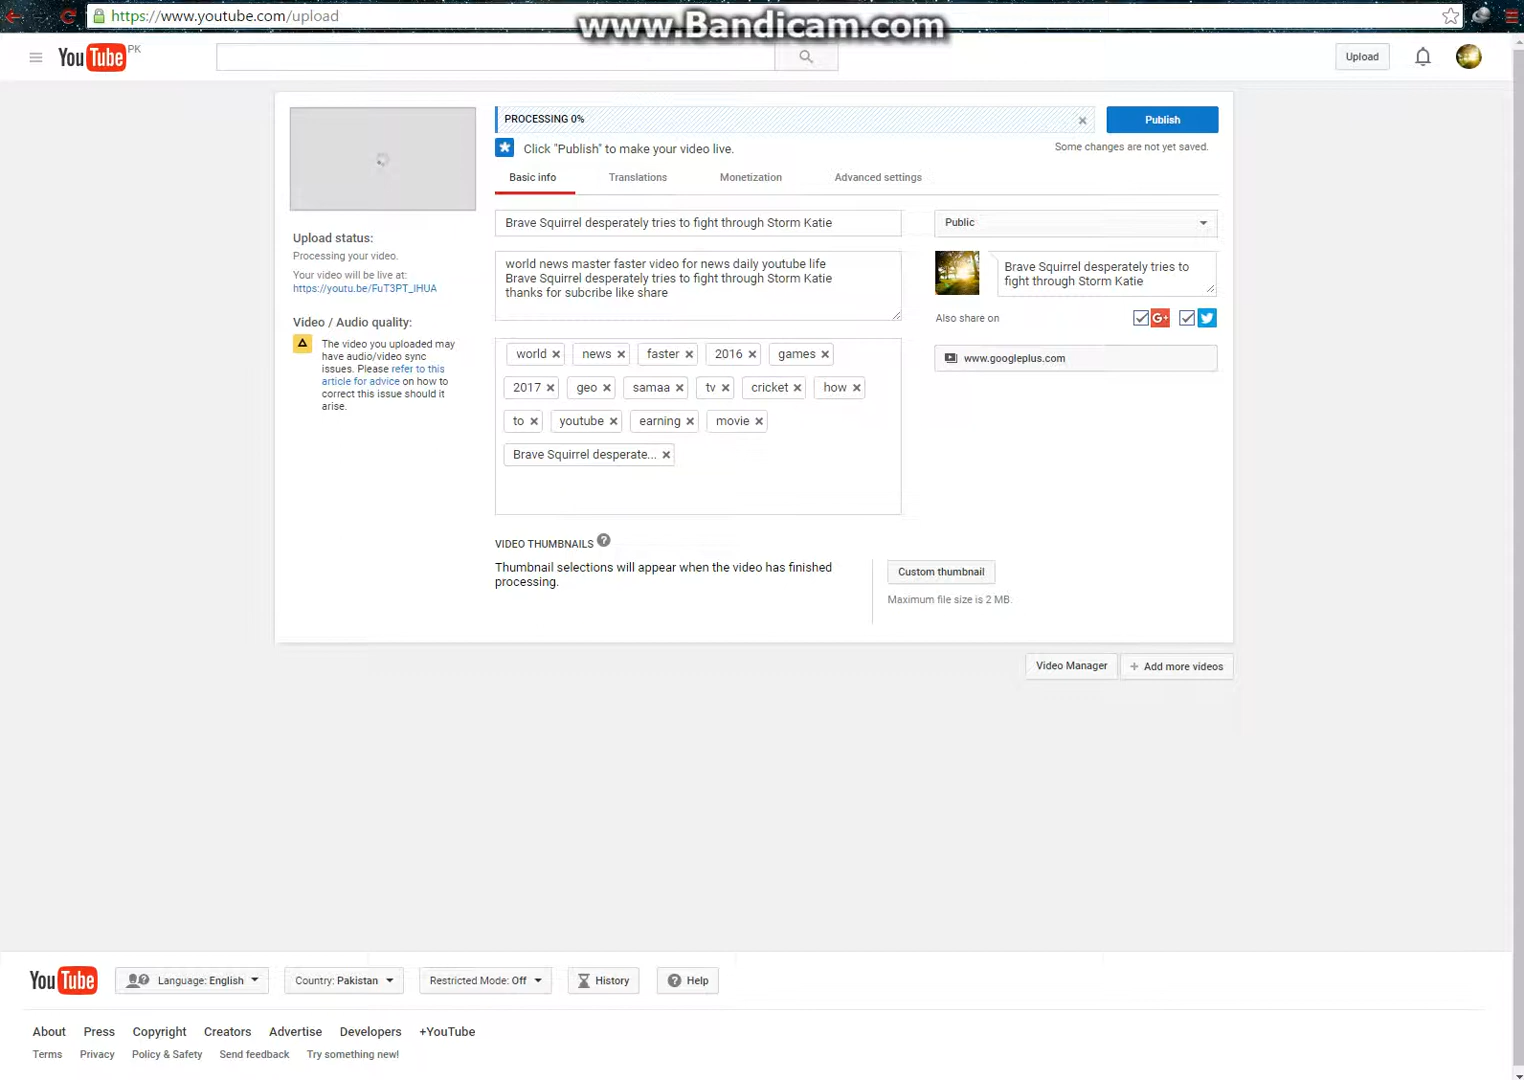 https://www.youtube.com/upload
www.Bandicam.com
YouTube PK
Upload
PROCESSING 0%
Publish
Click "Publish" to make your video live.
Some changes are not yet saved.
Basic info
Translations
Monetization
Advanced settings
Upload status:
Processing your video.
Your video will be live at:
https://youtu.be/FuT3PT_IHUA
Video / Audio quality:
The video you uploaded may
have audio/video sync
issues. Please refer to this
article for advice on how to
correct this issue should it
arise.
Brave Squirrel desperately tries to fight through Storm Katie
world news master faster video for news daily youtube life
Brave Squirrel desperately tries to fight through Storm Katie
thanks for subcribe like share
world × news × faster × 2016 × games ×
2017 × geo × samaa × tv × cricket × how ×
to × youtube × earning × movie ×
Brave Squirrel desperate... ×
Public
Brave Squirrel desperately tries to
fight through Storm Katie
Also share on
G+
www.googleplus.com
VIDEO THUMBNAILS ?
Thumbnail selections will appear when the video has finished
processing.
Custom thumbnail
Maximum file size is 2 MB.
Video Manager
+ Add more videos
YouTube
Language: English
Country: Pakistan
Restricted Mode: Off
History
Help
About Press Copyright Creators Advertise Developers +YouTube
Terms Privacy Policy & Safety Send feedback Try something new!